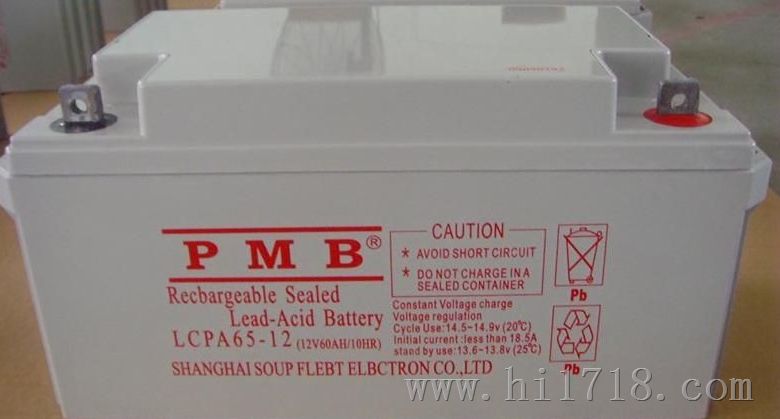 PMB®
Recbargeable Sealed
Lead-Acid Battery
LCPA65-12 (12V60AH/10HR)
SHANGHAI SOUP FLEBT ELBCTRON CO.,LTD
CAUTION
* AVOID SHORT CIRCUIT
* DO NOT CHARGE IN A
SEALED CONTAINER
Constant Voltage charge
Voltage regulation
Cycle Use:14.5~14.9v (20℃)
Initial current :less than 18.5A
stand by use:13.6~13.8v (25℃)
Pb
Pb
www.hi1718.com